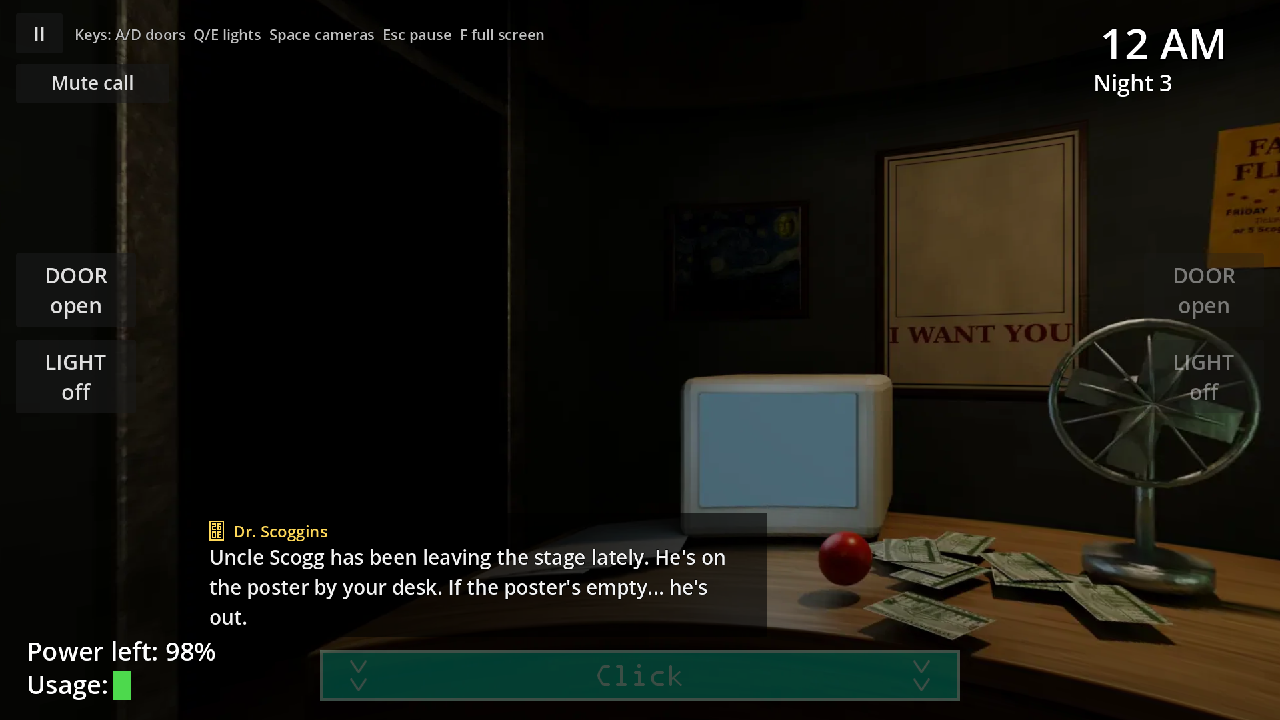 Keys: A/D doors Q/E lights Space cameras Esc pause F full screen
12 AM
Night 3
Mute call
I WANT YOU
FRIDAY
DOOR
open
LIGHT
off
DOOR
open
LIGHT
off
Dr. Scoggins
Uncle Scogg has been leaving the stage lately. He's on
the poster by your desk. If the poster's empty... he's
out.
Power left: 98%
Usage:
Click